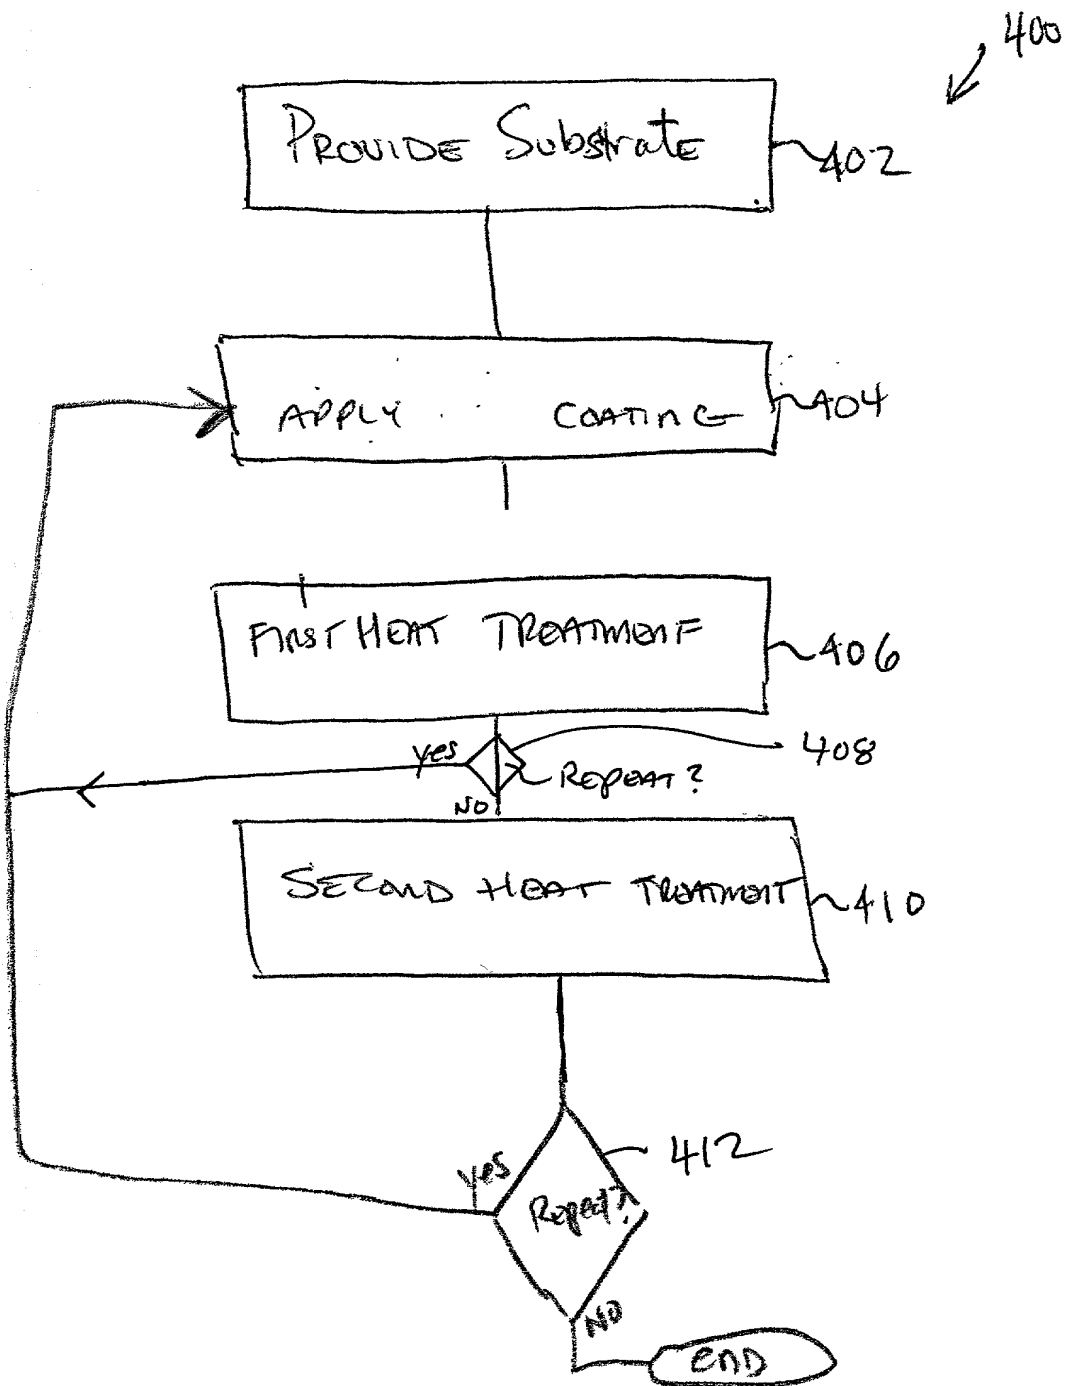 400
PROVIDE SubstratE
402
APPLY COATING
404
FIRST HEAT TREATMENT
406
yes
408
REPEAT?
NO
SECOND HEAT TREATMENT
410
412
yes
Repeat?
NO
END